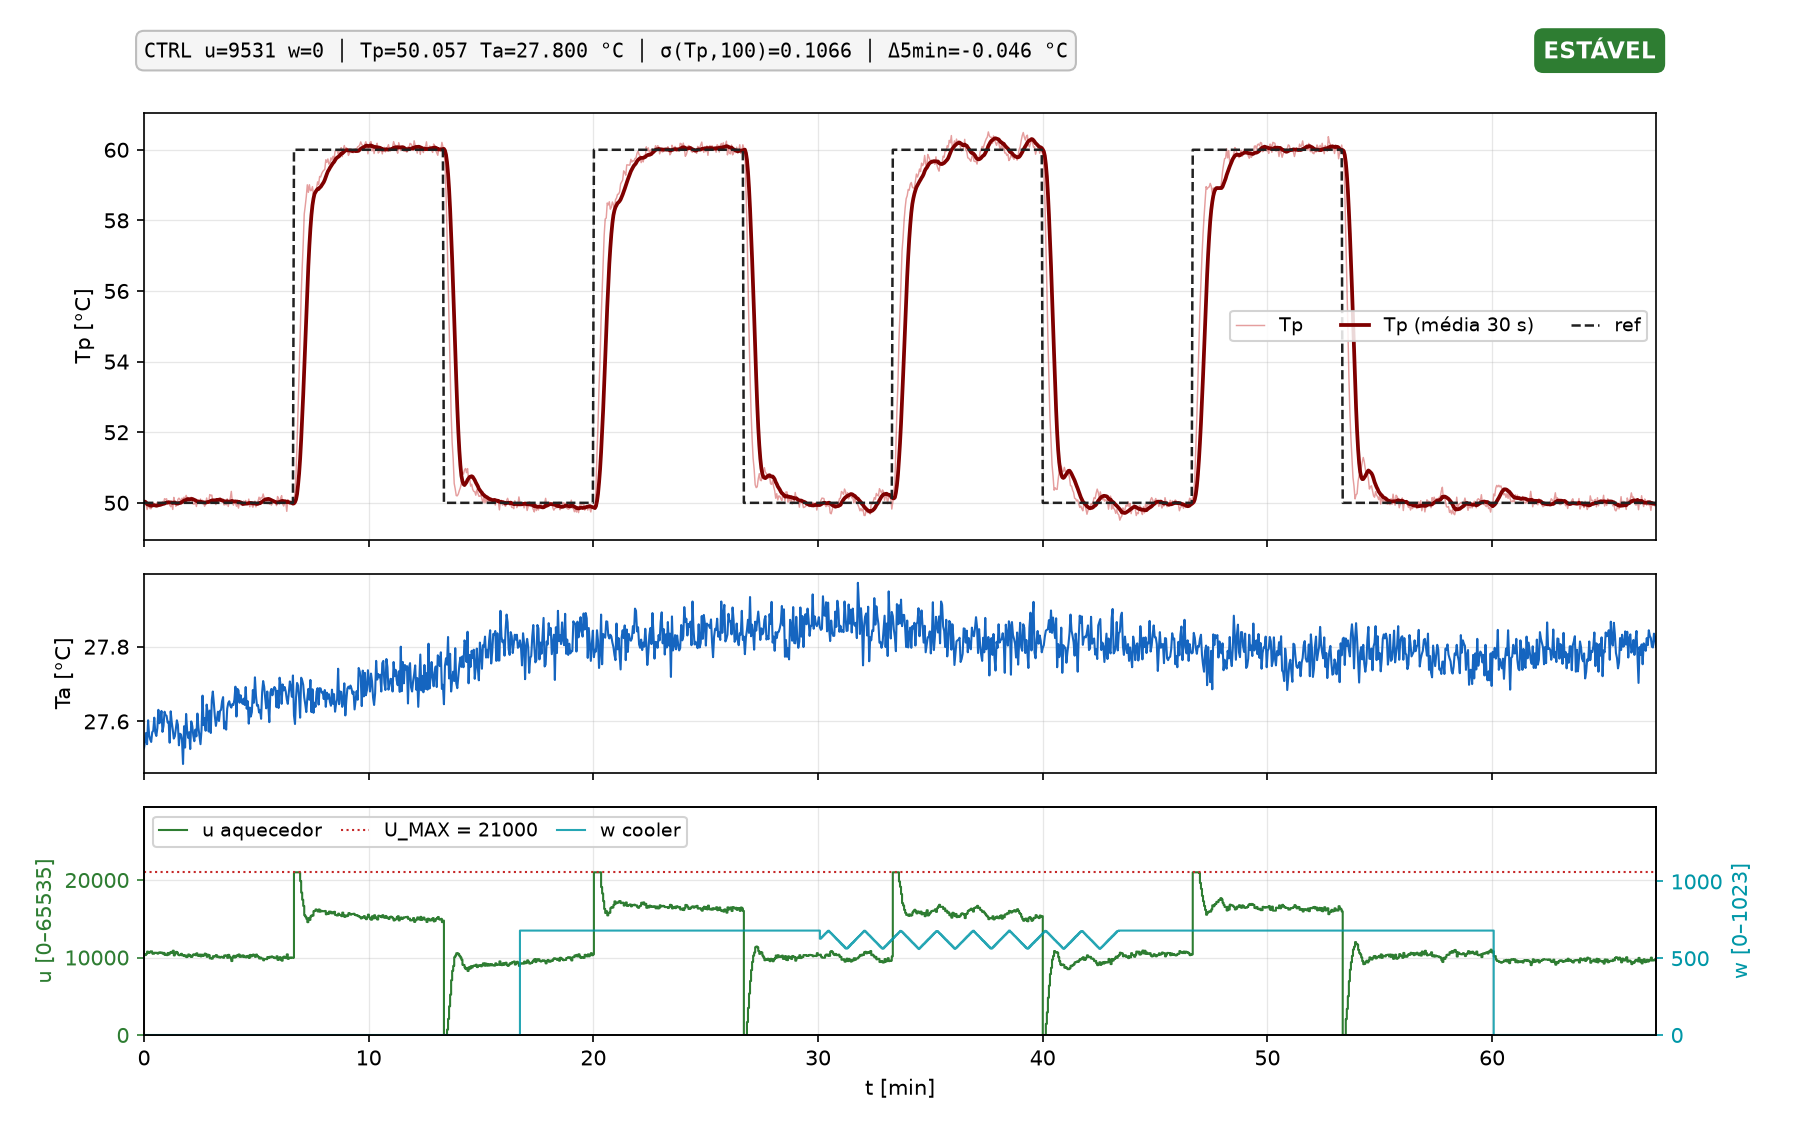 CTRL u=9531 w=0 │ Tp=50.057 Ta=27.800 °C │ σ(Tp,100)=0.1066 │ Δ5min=-0.046 °C
ESTÁVEL
Tp [°C]
60
58
56
54
52
50
Tp
Tp (média 30 s)
ref
Ta [°C]
27.8
27.6
u [0–65535]
20000
10000
0
u aquecedor
U_MAX = 21000
w cooler
1000
500
0
w [0–1023]
0 10 20 30 40 50 60
t [min]